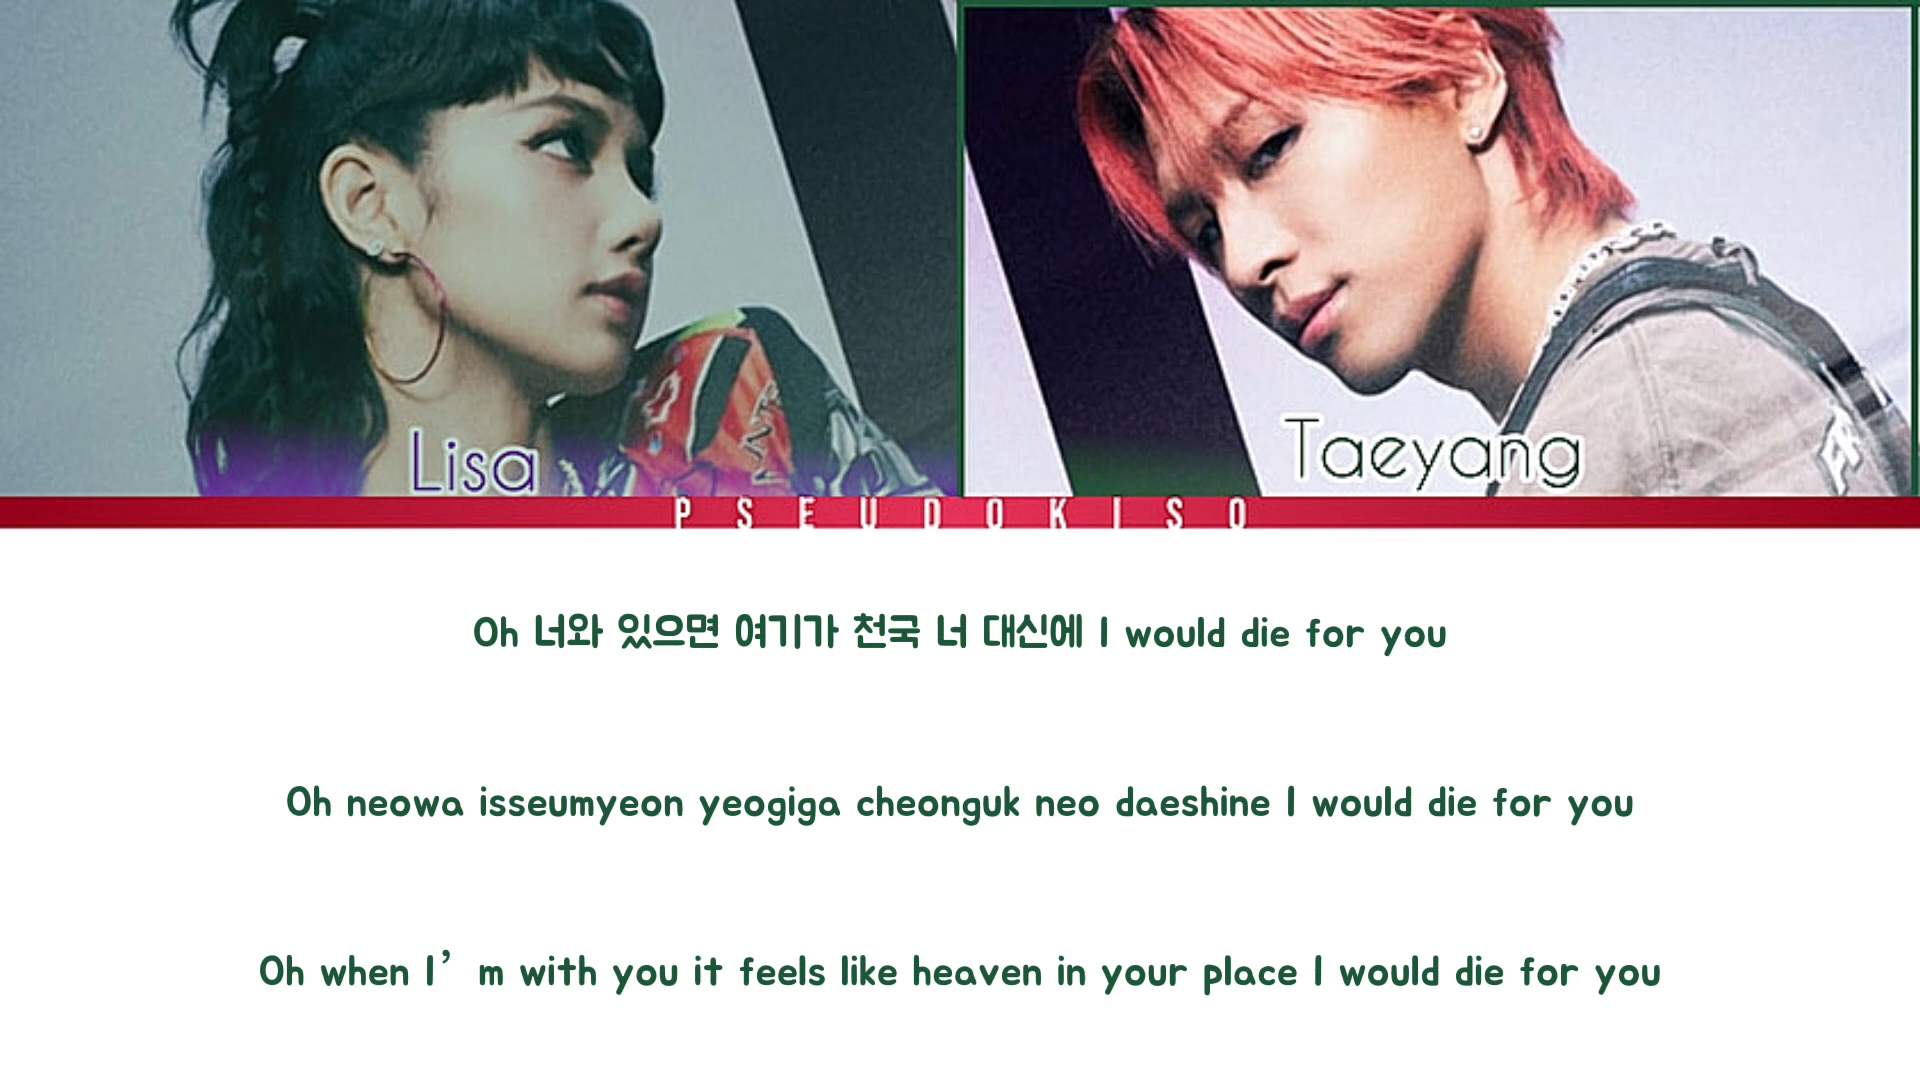 Lisa
Taeyang
PSEUDOKISO
Oh 너와 있으면 여기가 천국 너 대신에 I would die for you
Oh neowa isseumyeon yeogiga cheonguk neo daeshine I would die for you
Oh when I’m with you it feels like heaven in your place I would die for you